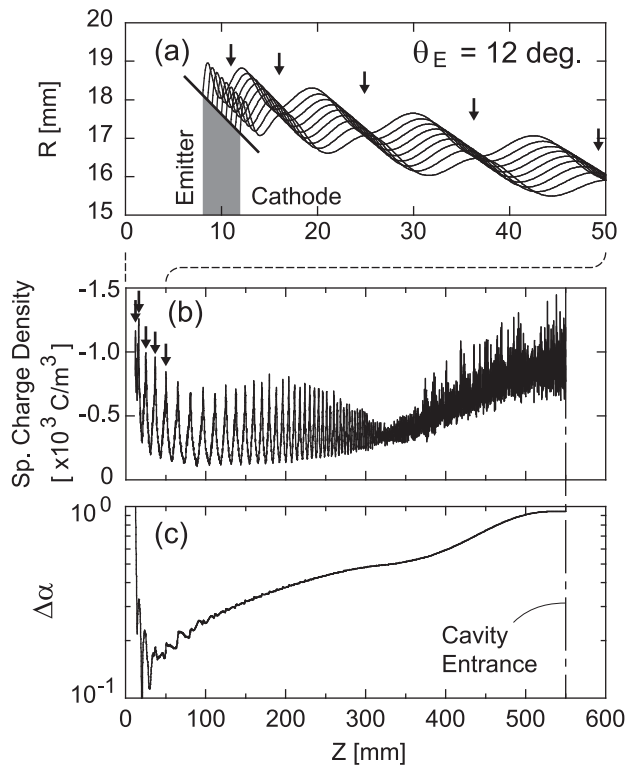 (a)
θ_E = 12 deg.
19
18
17
16
15
R [mm]
Emitter
Cathode
0
10
20
30
40
50
(b)
-1.5
-1.0
-0.5
0
Sp. Charge Density
[ x10³ C/m³ ]
(c)
10⁰
10⁻¹
Δα
Cavity
Entrance
0
100
200
300
400
500
600
Z [mm]